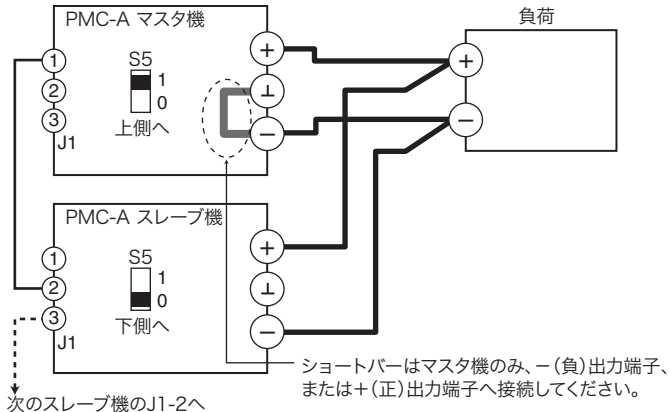 PMC-A マスタ機
負荷
1
2
3
J1
S5
1
0
上側へ
+
⊥
−
+
−
PMC-A スレーブ機
1
2
3
J1
S5
1
0
下側へ
+
⊥
−
ショートバーはマスタ機のみ、−(負)出力端子、
または+(正)出力端子へ接続してください。
次のスレーブ機のJ1-2へ